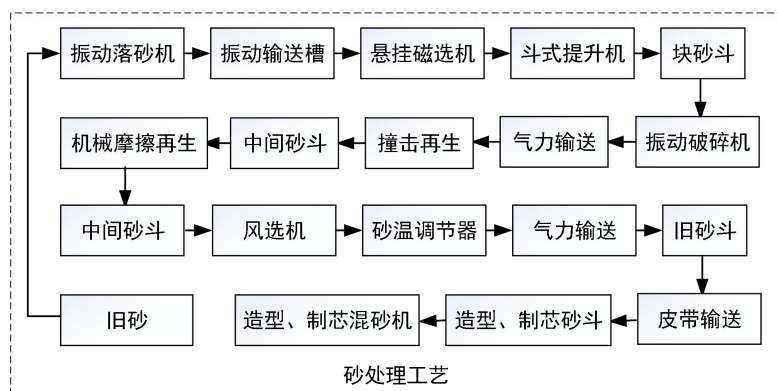 振动落砂机 振动输送槽 悬挂磁选机 斗式提升机 块砂斗
机械摩擦再生 中间砂斗 撞击再生 气力输送 振动破碎机
中间砂斗 风选机 砂温调节器 气力输送 旧砂斗
旧砂 造型、制芯混砂机 造型、制芯砂斗 皮带输送
砂处理工艺